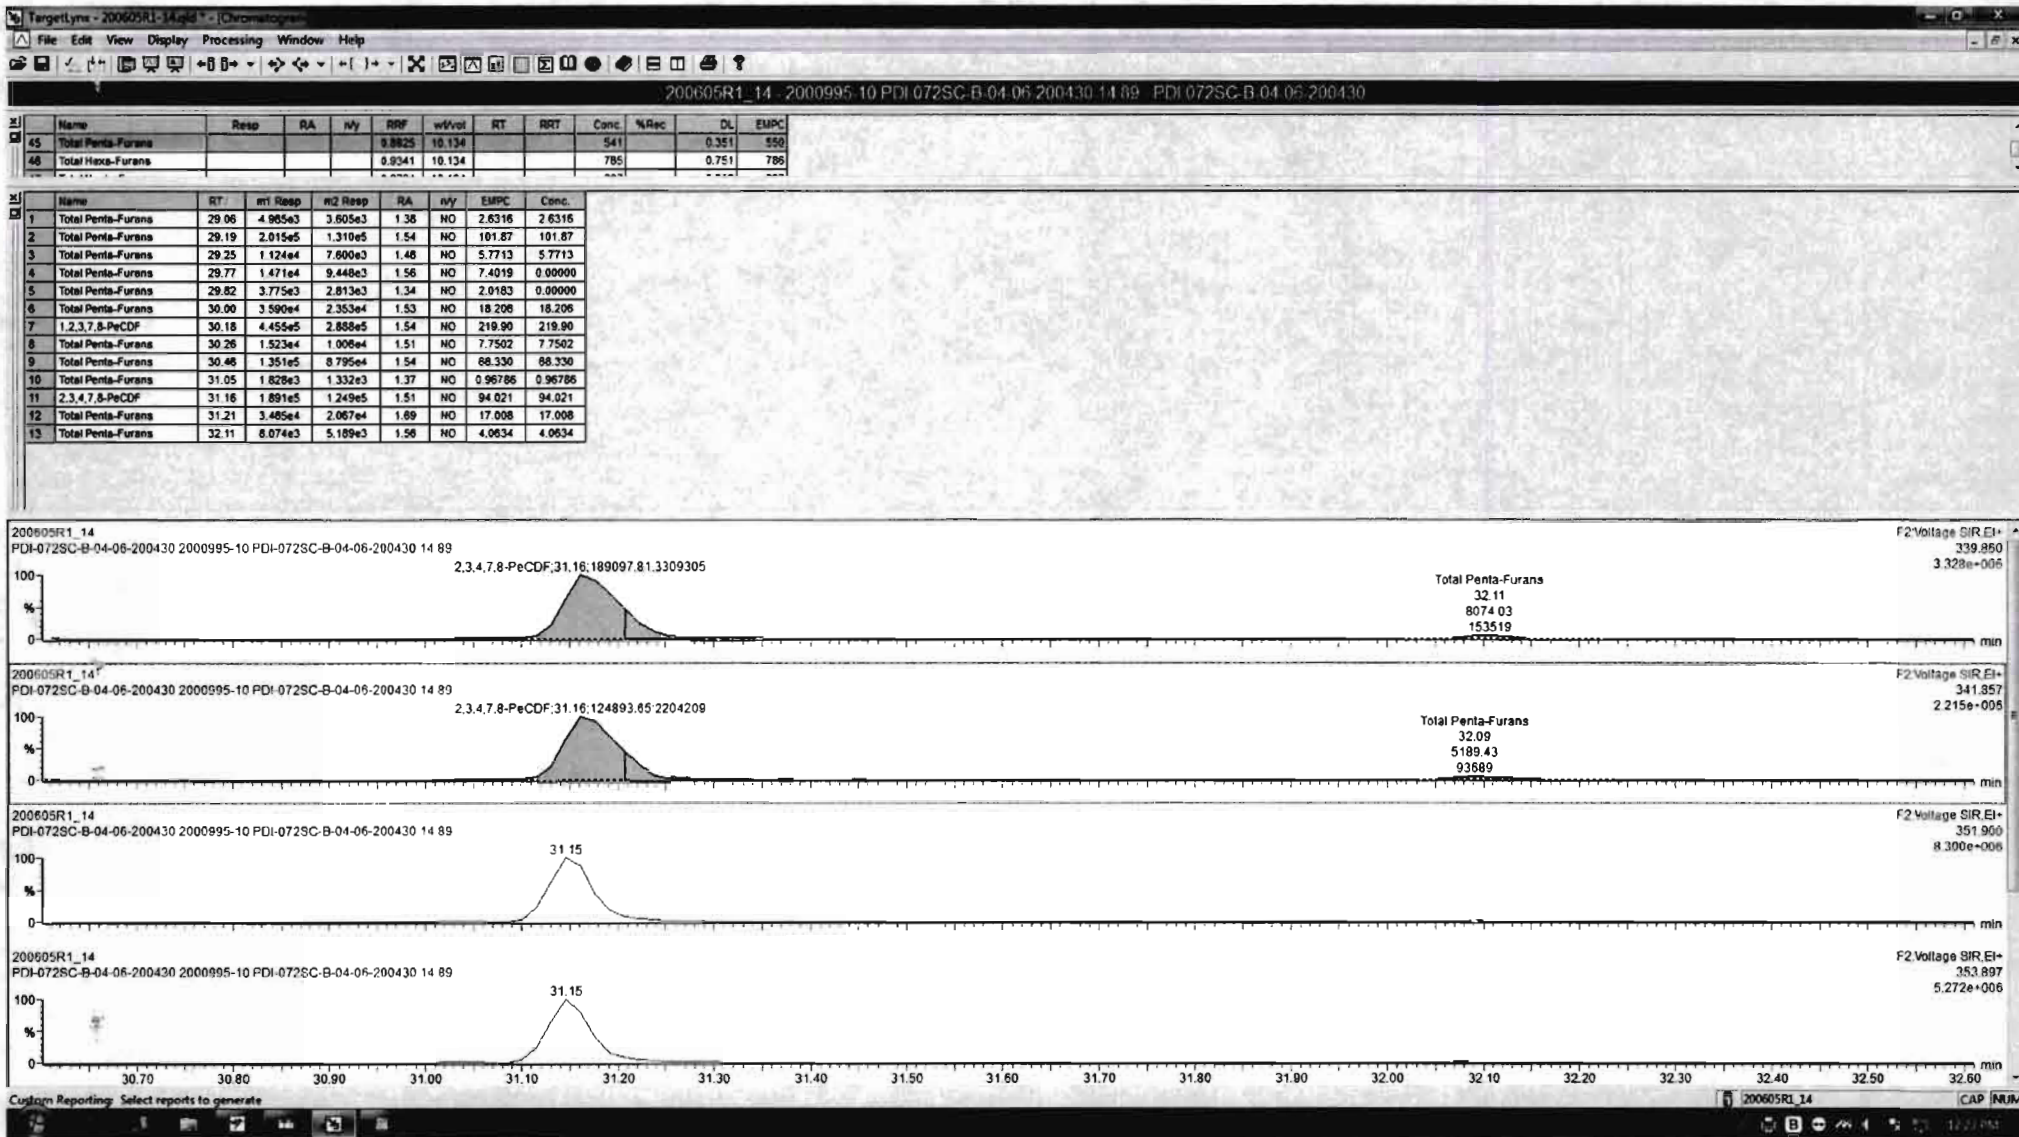 TargetLynx - 200605R1-14.qld * - [Chromatogram]
File Edit View Display Processing Window Help
200605R1_14 - 2000995-10 PDI-072SC-B-04-06-200430 14.89 PDI-072SC-B-04-06-200430
Name Resp RA n/y RRF wt/vol RT RRT Conc. %Rec DL EMPC
45 Total Penta-Furans 0.8825 10.134 541 0.351 550
46 Total Hexa-Furans 0.9341 10.134 785 0.751 786
Name RT m1 Resp m2 Resp RA n/y EMPC Conc.
1 Total Penta-Furans 29.06 4.985e3 3.605e3 1.38 NO 2.6316 2.6316
2 Total Penta-Furans 29.19 2.015e5 1.310e5 1.54 NO 101.87 101.87
3 Total Penta-Furans 29.25 1.124e4 7.600e3 1.48 NO 5.7713 5.7713
4 Total Penta-Furans 29.77 1.471e4 9.448e3 1.56 NO 7.4019 0.00000
5 Total Penta-Furans 29.82 3.775e3 2.813e3 1.34 NO 2.0183 0.00000
6 Total Penta-Furans 30.00 3.590e4 2.353e4 1.53 NO 18.206 18.206
7 1,2,3,7,8-PeCDF 30.18 4.455e5 2.888e5 1.54 NO 219.90 219.90
8 Total Penta-Furans 30.26 1.523e4 1.006e4 1.51 NO 7.7502 7.7502
9 Total Penta-Furans 30.46 1.351e5 8.795e4 1.54 NO 68.330 68.330
10 Total Penta-Furans 31.05 1.828e3 1.332e3 1.37 NO 0.96786 0.96786
11 2,3,4,7,8-PeCDF 31.16 1.891e5 1.249e5 1.51 NO 94.021 94.021
12 Total Penta-Furans 31.21 3.485e4 2.067e4 1.69 NO 17.008 17.008
13 Total Penta-Furans 32.11 8.074e3 5.189e3 1.56 NO 4.0634 4.0634
200605R1_14 F2:Voltage SIR,EI+
PDI-072SC-B-04-06-200430 2000995-10 PDI-072SC-B-04-06-200430 14.89 339.860
3.328e+006
2,3,4,7,8-PeCDF;31.16;189097.81;3309305
Total Penta-Furans
32.11
8074.03
153519
100
%
0
min
200605R1_14 F2:Voltage SIR,EI+
PDI-072SC-B-04-06-200430 2000995-10 PDI-072SC-B-04-06-200430 14.89 341.857
2.215e+006
2,3,4,7,8-PeCDF;31.16;124893.65;2204209
Total Penta-Furans
32.09
5189.43
93689
100
%
0
min
200605R1_14 F2:Voltage SIR,EI+
PDI-072SC-B-04-06-200430 2000995-10 PDI-072SC-B-04-06-200430 14.89 351.900
8.300e+006
31.15
100
%
0
min
200605R1_14 F2:Voltage SIR,EI+
PDI-072SC-B-04-06-200430 2000995-10 PDI-072SC-B-04-06-200430 14.89 353.897
5.272e+006
31.15
100
%
0
min
30.70 30.80 30.90 31.00 31.10 31.20 31.30 31.40 31.50 31.60 31.70 31.80 31.90 32.00 32.10 32.20 32.30 32.40 32.50 32.60
Custom Reporting: Select reports to generate 200605R1_14 CAP NUM